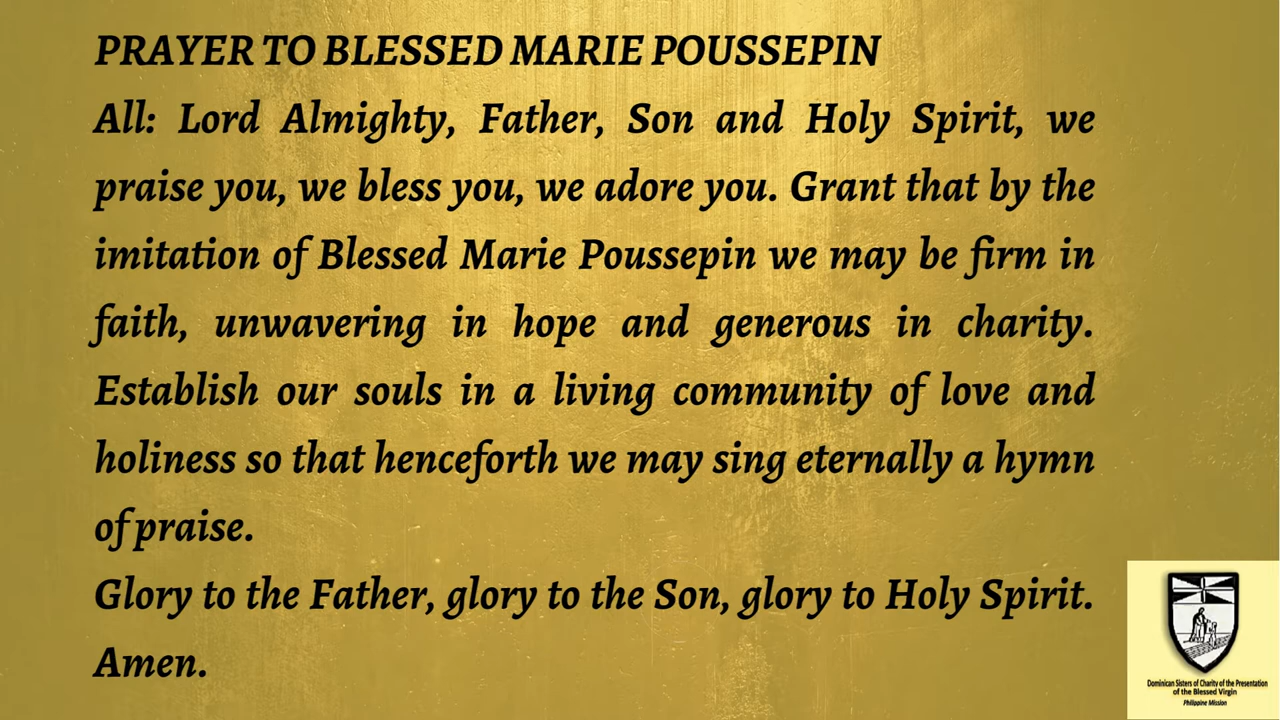 PRAYER TO BLESSED MARIE POUSSEPIN
All: Lord Almighty, Father, Son and Holy Spirit, we
praise you, we bless you, we adore you. Grant that by the
imitation of Blessed Marie Poussepin we may be firm in
faith, unwavering in hope and generous in charity.
Establish our souls in a living community of love and
holiness so that henceforth we may sing eternally a hymn
of praise.
Glory to the Father, glory to the Son, glory to Holy Spirit.
Amen.
Dominican Sisters of Charity of the Presentation
of the Blessed Virgin
Philippine Mission